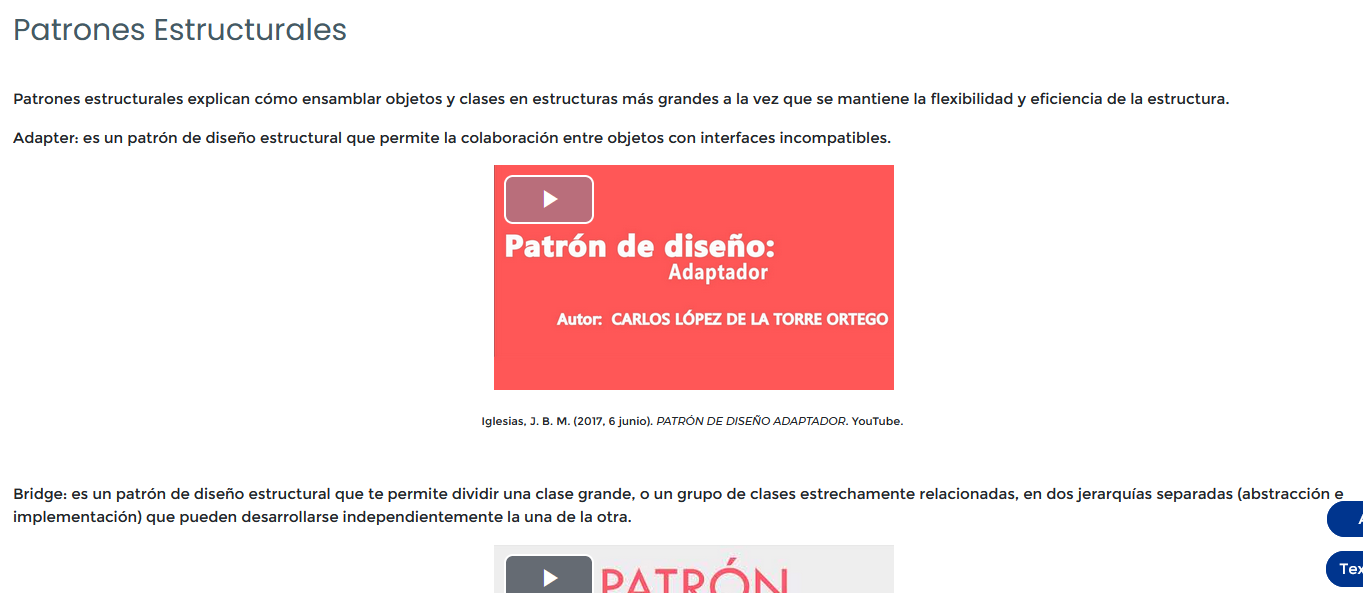 Patrones Estructurales
Patrones estructurales explican cómo ensamblar objetos y clases en estructuras más grandes a la vez que se mantiene la flexibilidad y eficiencia de la estructura.
Adapter: es un patrón de diseño estructural que permite la colaboración entre objetos con interfaces incompatibles.
Patrón de diseño:
Adaptador
Autor: CARLOS LÓPEZ DE LA TORRE ORTEGO
Iglesias, J. B. M. (2017, 6 junio). PATRÓN DE DISEÑO ADAPTADOR. YouTube.
Bridge: es un patrón de diseño estructural que te permite dividir una clase grande, o un grupo de clases estrechamente relacionadas, en dos jerarquías separadas (abstracción e
implementación) que pueden desarrollarse independientemente la una de la otra.
PATRÓN